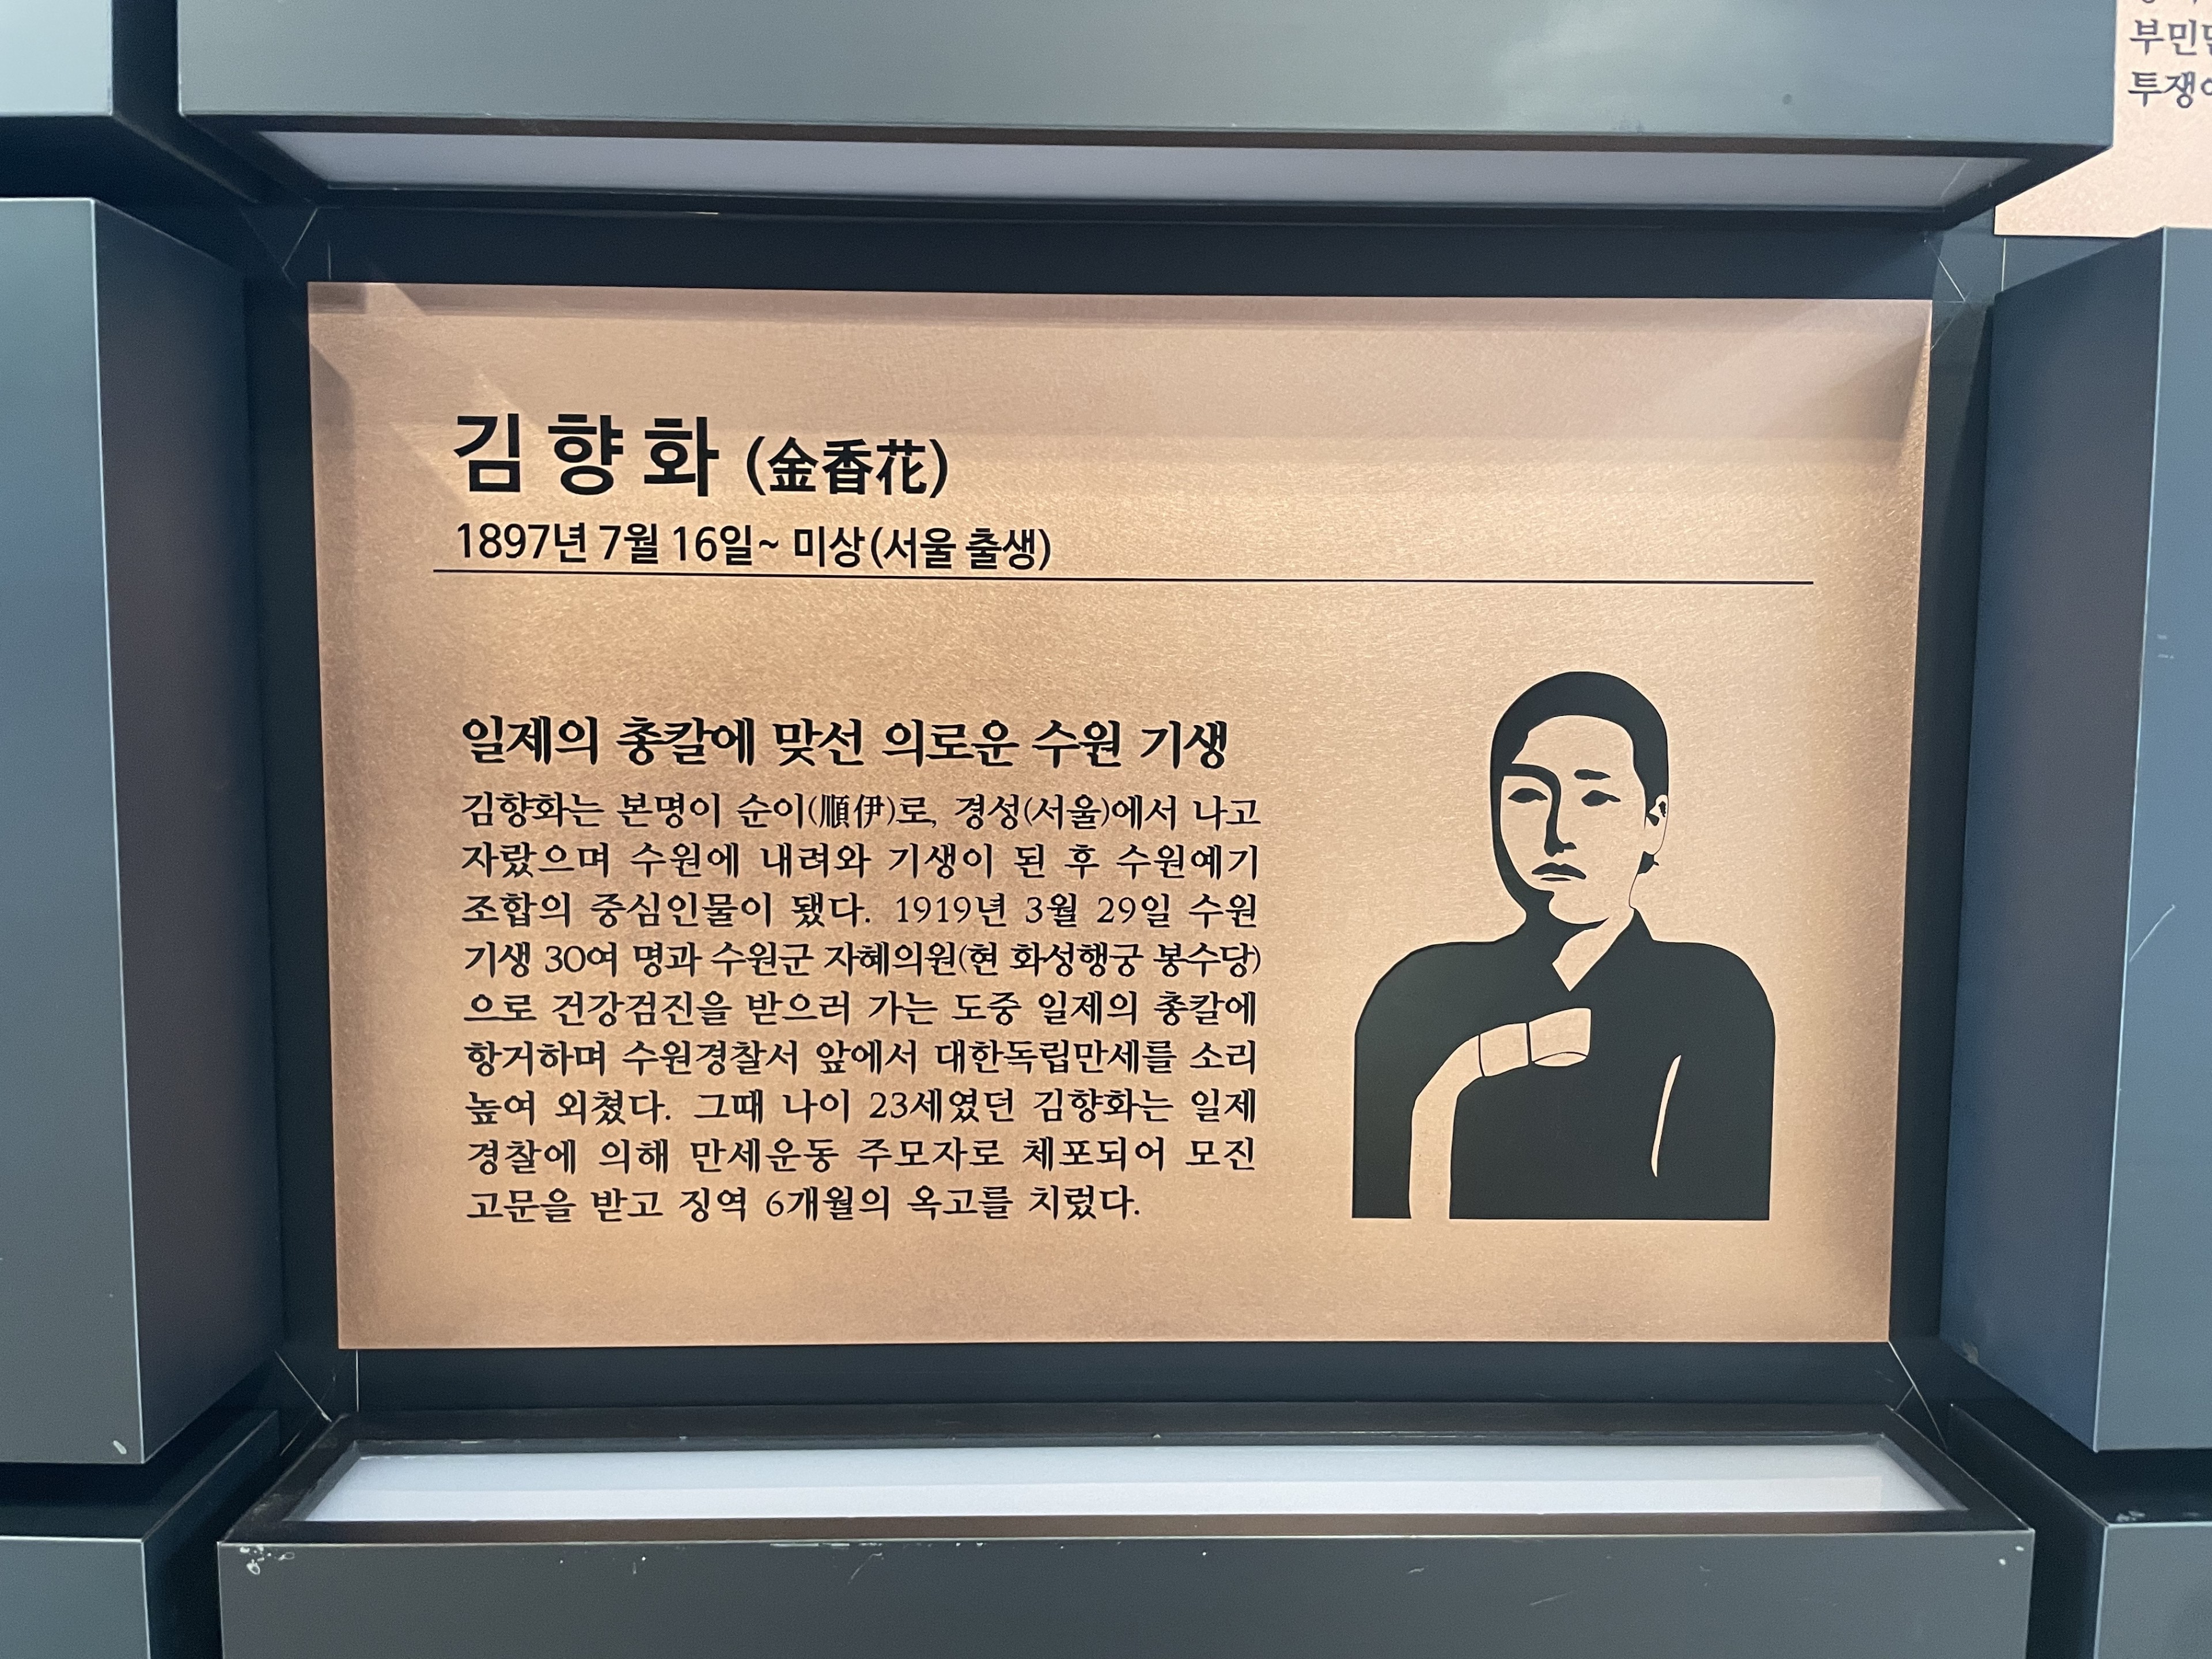 김향화 (金香花)
1897년 7월 16일~ 미상(서울 출생)
일제의 총칼에 맞선 의로운 수원 기생
김향화는 본명이 순이(順伊)로, 경성(서울)에서 나고
자랐으며 수원에 내려와 기생이 된 후 수원예기
조합의 중심인물이 됐다. 1919년 3월 29일 수원
기생 30여 명과 수원군 자혜의원(현 화성행궁 봉수당)
으로 건강검진을 받으러 가는 도중 일제의 총칼에
항거하며 수원경찰서 앞에서 대한독립만세를 소리
높여 외쳤다. 그때 나이 23세였던 김향화는 일제
경찰에 의해 만세운동 주모자로 체포되어 모진
고문을 받고 징역 6개월의 옥고를 치렀다.